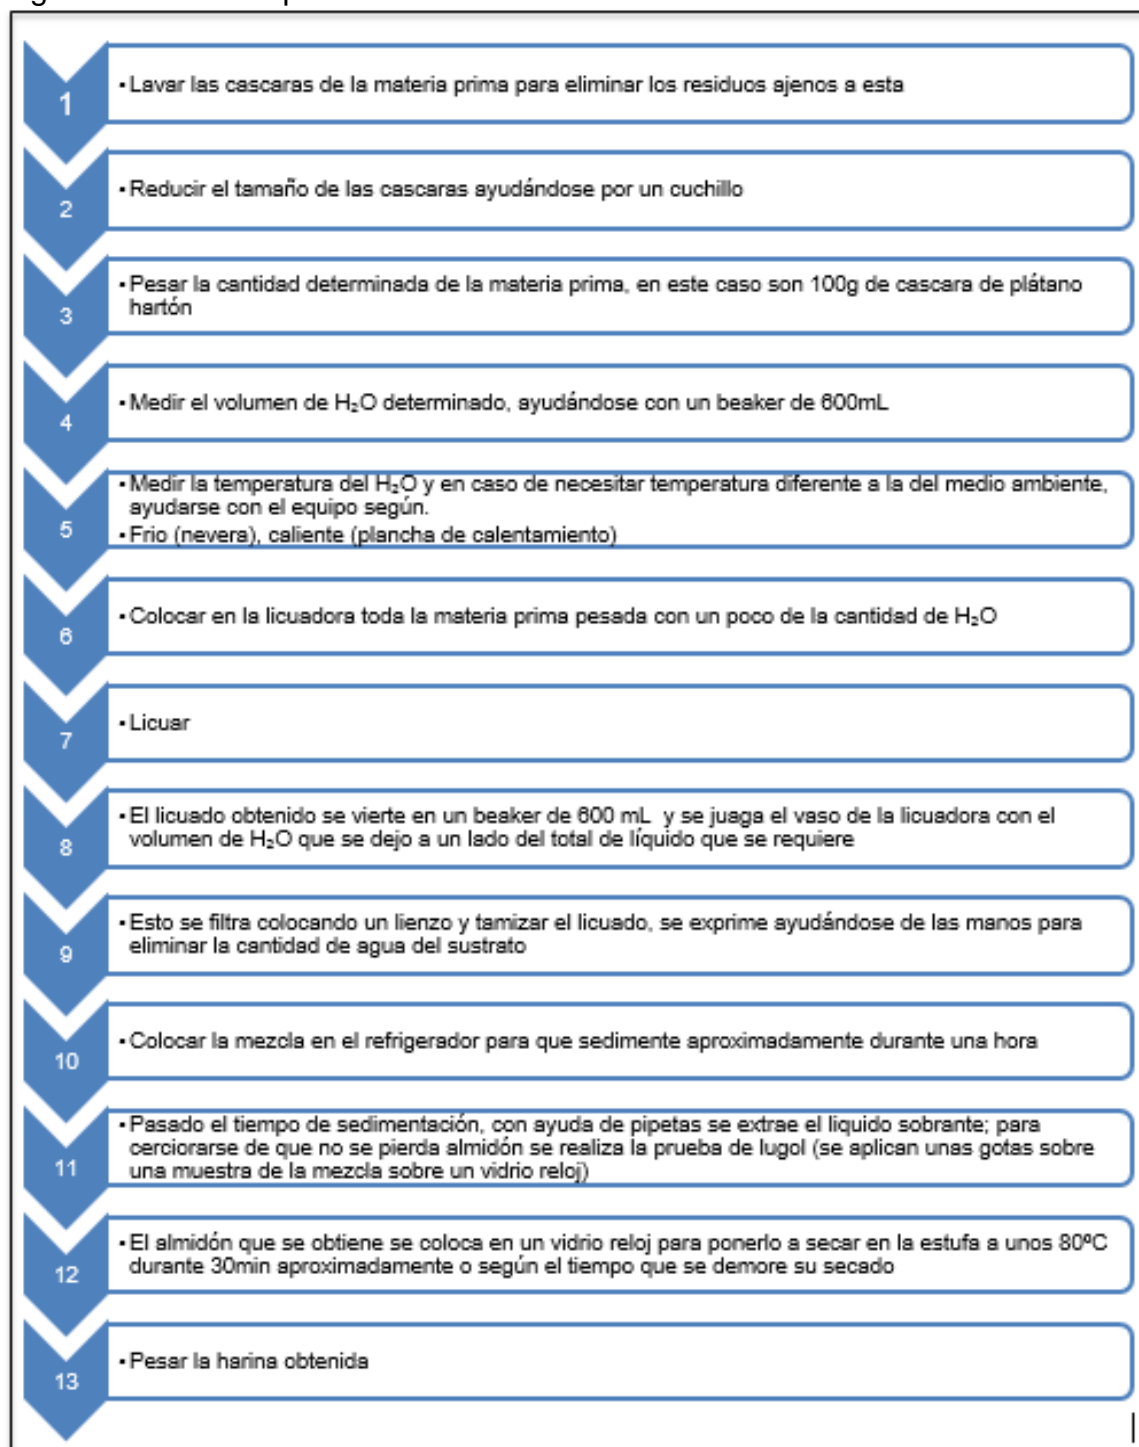 1
•Lavar las cascaras de la materia prima para eliminar los residuos ajenos a esta
2
•Reducir el tamaño de las cascaras ayudándose por un cuchillo
3
•Pesar la cantidad determinada de la materia prima, en este caso son 100g de cascara de plátano
hartón
4
•Medir el volumen de H₂O determinado, ayudándose con un beaker de 600mL
5
•Medir la temperatura del H₂O y en caso de necesitar temperatura diferente a la del medio ambiente,
ayudarse con el equipo según.
•Frio (nevera), caliente (plancha de calentamiento)
6
•Colocar en la licuadora toda la materia prima pesada con un poco de la cantidad de H₂O
7
•Licuar
8
•El licuado obtenido se vierte en un beaker de 600 mL y se juaga el vaso de la licuadora con el
volumen de H₂O que se dejo a un lado del total de líquido que se requiere
9
•Esto se filtra colocando un lienzo y tamizar el licuado, se exprime ayudándose de las manos para
eliminar la cantidad de agua del sustrato
10
•Colocar la mezcla en el refrigerador para que sedimente aproximadamente durante una hora
11
•Pasado el tiempo de sedimentación, con ayuda de pipetas se extrae el liquido sobrante; para
cerciorarse de que no se pierda almidón se realiza la prueba de lugol (se aplican unas gotas sobre
una muestra de la mezcla sobre un vidrio reloj)
12
•El almidón que se obtiene se coloca en un vidrio reloj para ponerlo a secar en la estufa a unos 80ºC
durante 30min aproximadamente o según el tiempo que se demore su secado
13
•Pesar la harina obtenida